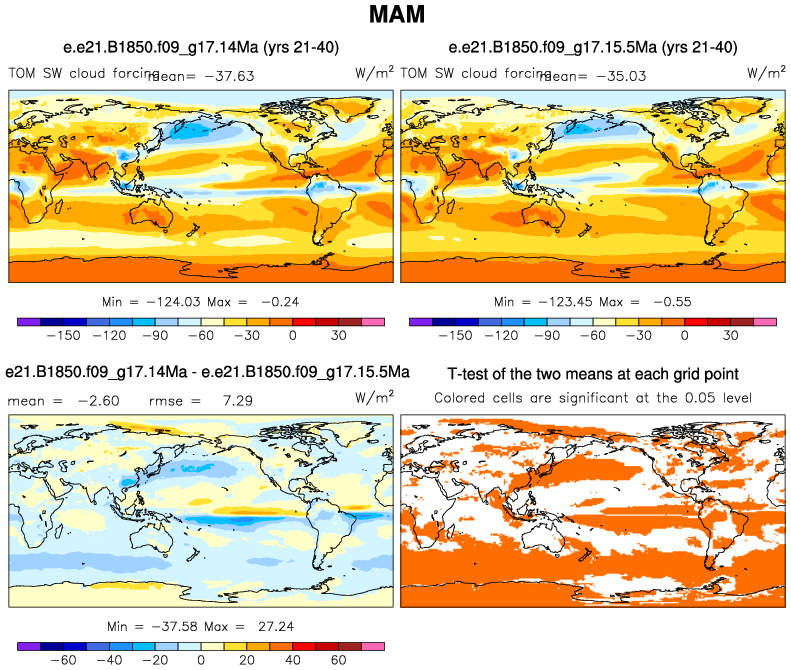 MAM
e.e21.B1850.f09_g17.14Ma (yrs 21-40)
TOM SW cloud forcing mean= −37.63 W/m²
e.e21.B1850.f09_g17.15.5Ma (yrs 21-40)
TOM SW cloud forcing mean= −35.03 W/m²
Min = −124.03 Max = −0.24
−150 −120 −90 −60 −30 0 30
Min = −123.45 Max = −0.55
−150 −120 −90 −60 −30 0 30
e21.B1850.f09_g17.14Ma - e.e21.B1850.f09_g17.15.5Ma
mean = −2.60 rmse = 7.29 W/m²
T-test of the two means at each grid point
Colored cells are significant at the 0.05 level
Min = −37.58 Max = 27.24
−60 −40 −20 0 20 40 60